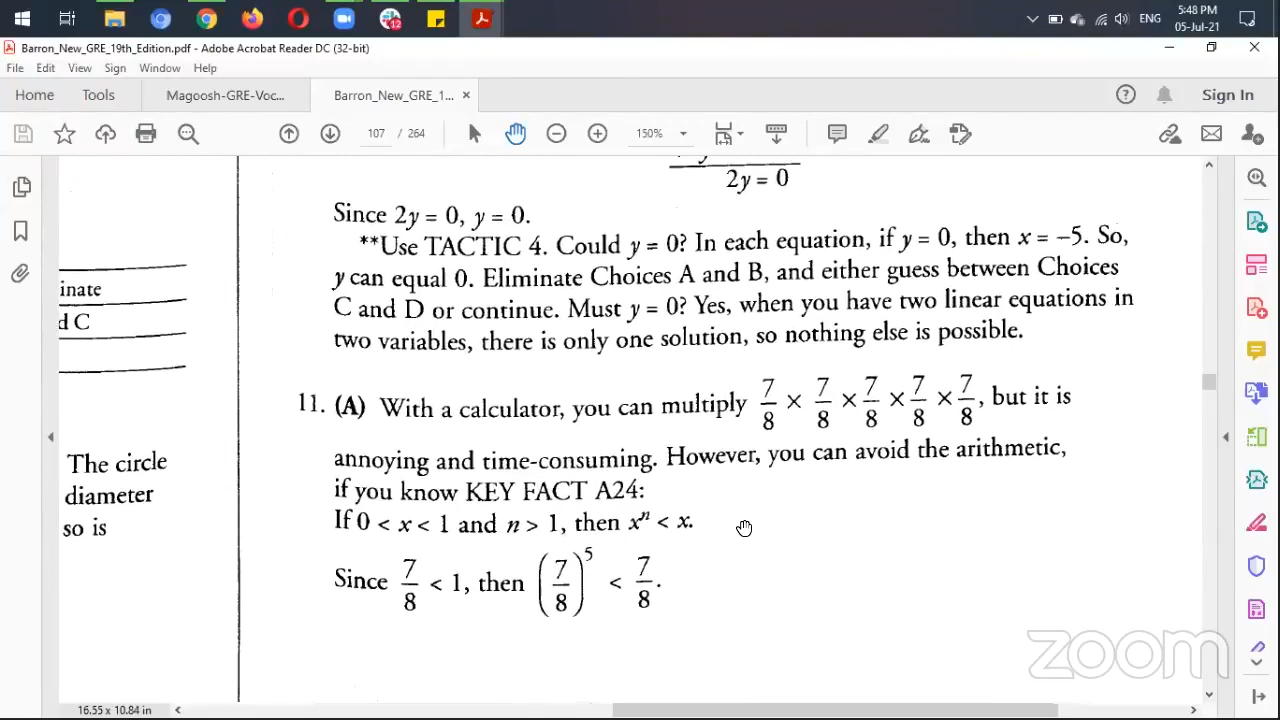 5:48 PM
ENG
05-Jul-21
12
Barron_New_GRE_19th_Edition.pdf - Adobe Acrobat Reader DC (32-bit)
File Edit View Sign Window Help
Home Tools Magoosh-GRE-Voc... Barron_New_GRE_1... × Sign In
107 / 264 150%
2y = 0
Since 2y = 0, y = 0.
**Use TACTIC 4. Could y = 0? In each equation, if y = 0, then x = –5. So,
y can equal 0. Eliminate Choices A and B, and either guess between Choices
C and D or continue. Must y = 0? Yes, when you have two linear equations in
two variables, there is only one solution, so nothing else is possible.
inate
d C
11. (A) With a calculator, you can multiply 7/8 × 7/8 × 7/8 × 7/8 × 7/8, but it is
annoying and time-consuming. However, you can avoid the arithmetic,
if you know KEY FACT A24:
If 0 < x < 1 and n > 1, then xⁿ < x.
Since 7/8 < 1, then (7/8)⁵ < 7/8.
The circle
diameter
so is
zoom
16.55 x 10.84 in